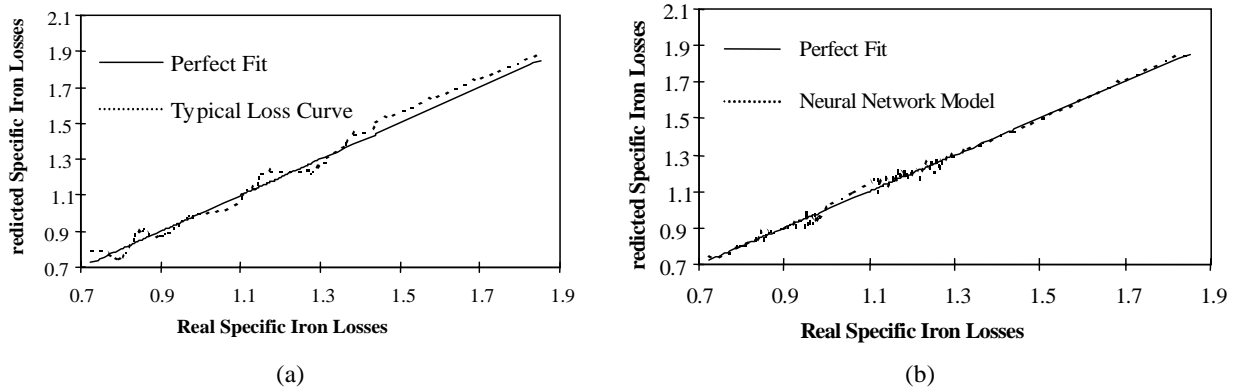 2.1
1.9
1.7
1.5
1.3
1.1
0.9
0.7
redicted Specific Iron Losses
Perfect Fit
Typical Loss Curve
0.7 0.9 1.1 1.3 1.5 1.7 1.9
Real Specific Iron Losses
(a)
2.1
1.9
1.7
1.5
1.3
1.1
0.9
0.7
redicted Specific Iron Losses
Perfect Fit
Neural Network Model
0.7 0.9 1.1 1.3 1.5 1.7 1.9
Real Specific Iron Losses
(b)